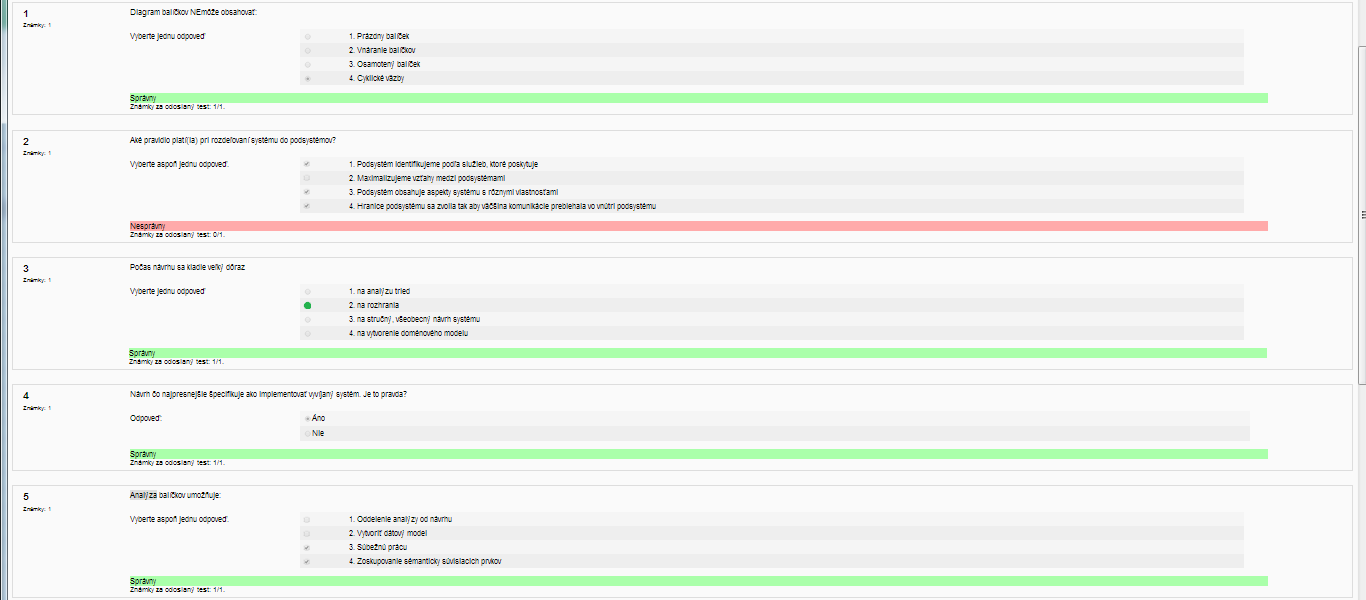 1
Známky: 1
Diagram balíčkov NEmôže obsahovať:
Vyberte jednu odpoveď
1. Prázdny balíček
2. Vnáranie balíčkov
3. Osamotený balíček
4. Cyklické väzby
Správny
Známky za odoslaný test: 1/1.
2
Známky: 1
Aké pravidlo platí(ia) pri rozdeľovaní systému do podsystémov?
Vyberte aspoň jednu odpoveď.
1. Podsystém identifikujeme podľa služieb, ktoré poskytuje
2. Maximalizujeme vzťahy medzi podsystémami
3. Podsystém obsahuje aspekty systému s rôznymi vlastnosťami
4. Hranice podsystému sa zvolia tak aby väčšina komunikácie prebiehala vo vnútri podsystému
Nesprávny
Známky za odoslaný test: 0/1.
3
Známky: 1
Počas návrhu sa kladie veľký dôraz
Vyberte jednu odpoveď
1. na analýzu tried
2. na rozhrania
3. na stručný, všeobecný návrh systému
4. na vytvorenie doménového modelu
Správny
Známky za odoslaný test: 1/1.
4
Známky: 1
Návrh čo najpresnejšie špecifikuje ako implementovať vyvíjaný systém. Je to pravda?
Odpoveď:
Áno
Nie
Správny
Známky za odoslaný test: 1/1.
5
Známky: 1
Analýza balíčkov umožňuje:
Vyberte aspoň jednu odpoveď.
1. Oddelenie analýzy od návrhu
2. Vytvoriť dátový model
3. Súbežnú prácu
4. Zoskupovanie sémanticky súvisiacich prvkov
Správny
Známky za odoslaný test: 1/1.